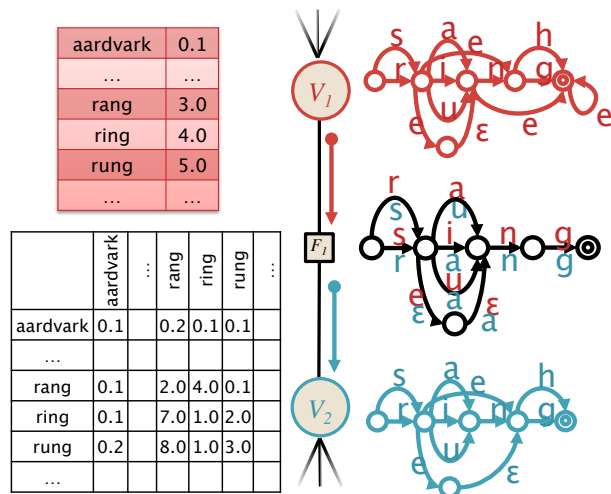 aardvark 0.1
... ...
rang 3.0
ring 4.0
rung 5.0
... ...
V1
s a e h
r i n g
u
e ε e e
F1
r a
s u
s i n g
r a n g
u
e a ε
ε a
aardvark ... rang ring rung ...
aardvark 0.1 0.2 0.1 0.1
...
rang 0.1 2.0 4.0 0.1
ring 0.1 7.0 1.0 2.0
rung 0.2 8.0 1.0 3.0
...
V2
s a e h
r i n g
u
e ε